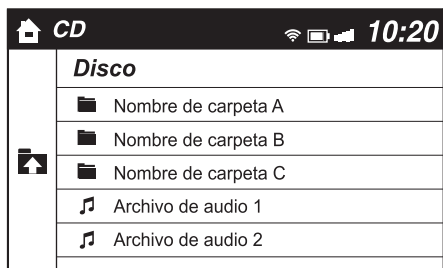 CD 10:20
Disco
Nombre de carpeta A
Nombre de carpeta B
Nombre de carpeta C
Archivo de audio 1
Archivo de audio 2